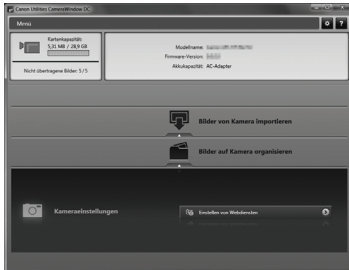 Canon Utilities CameraWindow DC
Menü
?
Kartenkapazität:
5,31 MB / 28,9 GB
Nicht übertragene Bilder: 5 / 5
Modellname:
Firmware-Version:
Akkukapazität: AC-Adapter
Bilder von Kamera importieren
Bilder auf Kamera organisieren
Kameraeinstellungen
Einstellen von Webdiensten